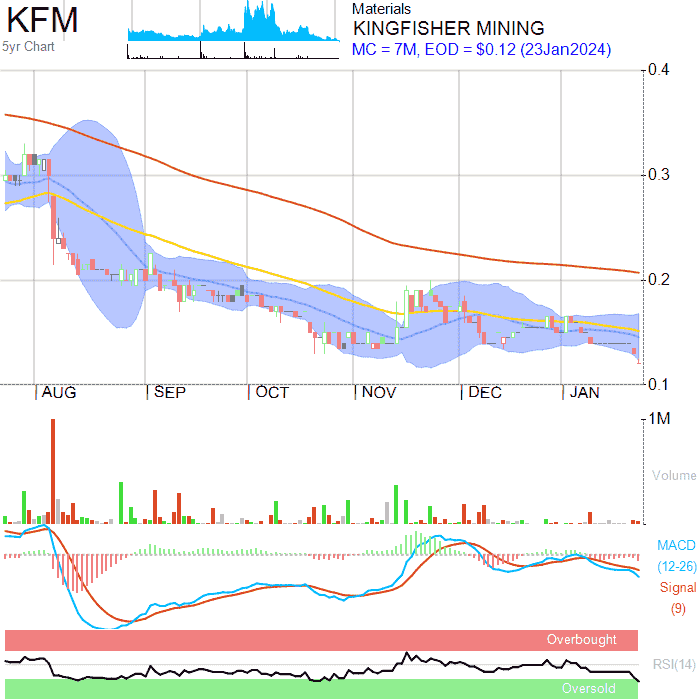 KFM
5yr Chart
Materials
KINGFISHER MINING
MC = 7M, EOD = $0.12 (23Jan2024)
0.4
0.3
0.2
0.1
AUG SEP OCT NOV DEC JAN
1M
Volume
MACD
(12-26)
Signal
(9)
Overbought
RSI(14)
Oversold